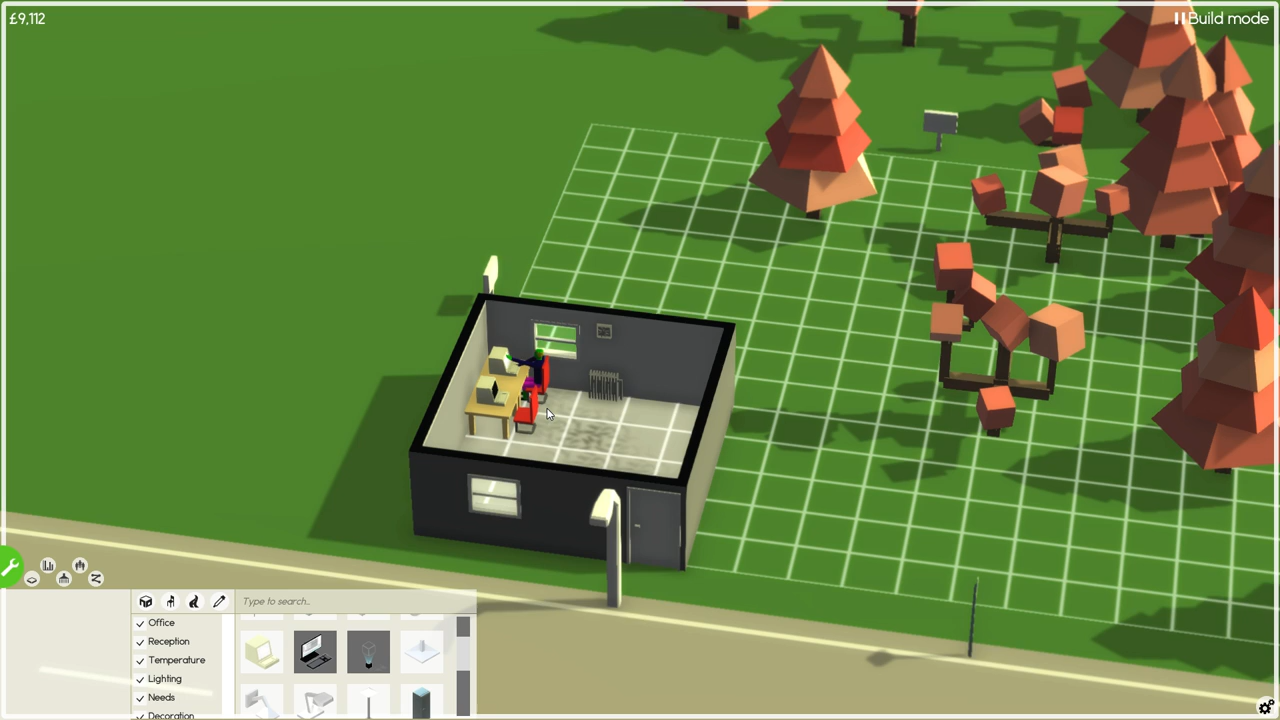 £9,112
Build mode
Type to search..
Office
Reception
Temperature
Lighting
Needs
Decoration